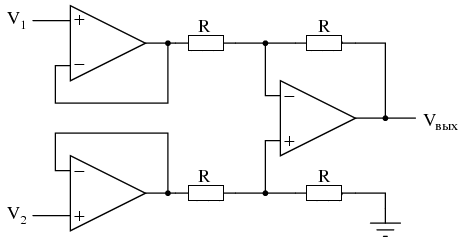 V₁ + − R R
− + Vвых
− + V₂ R R